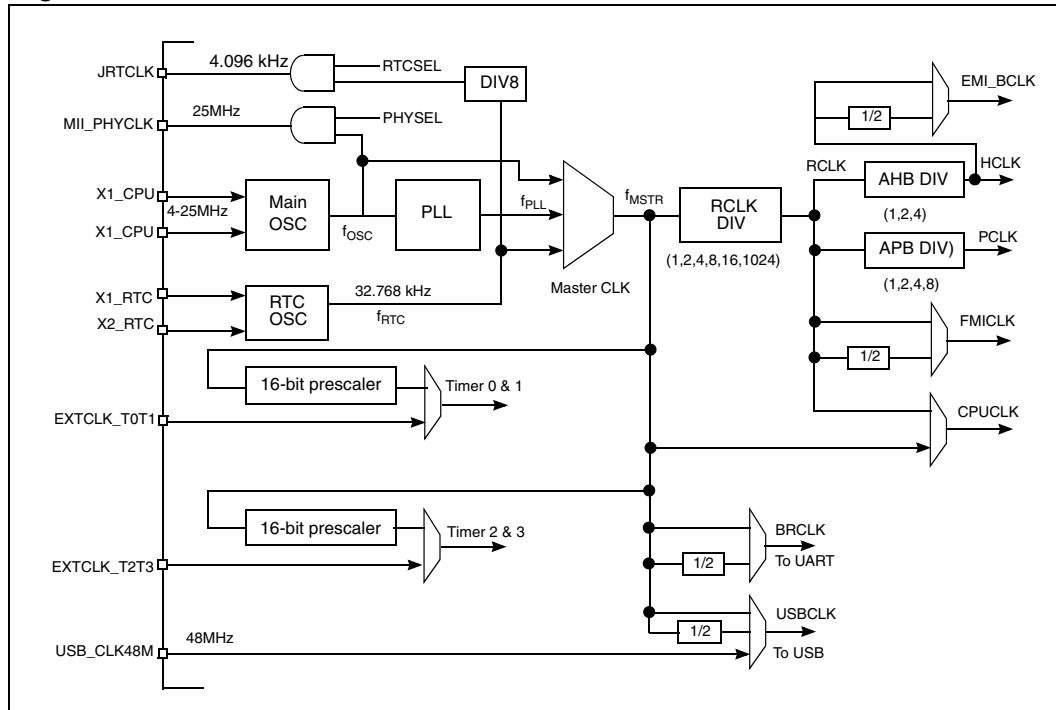 JRTCLK
4.096 kHz
RTCSEL
DIV8
MII_PHYCLK
25MHz
PHYSEL
X1_CPU
4-25MHz
X1_CPU
Main
OSC
fOSC
PLL
fPLL
Master CLK
fMSTR
RCLK
DIV
(1,2,4,8,16,1024)
RCLK
AHB DIV
(1,2,4)
HCLK
1/2
EMI_BCLK
APB DIV)
(1,2,4,8)
PCLK
1/2
FMICLK
CPUCLK
X1_RTC
X2_RTC
RTC
OSC
32.768 kHz
fRTC
16-bit prescaler
Timer 0 & 1
EXTCLK_T0T1
16-bit prescaler
Timer 2 & 3
EXTCLK_T2T3
1/2
BRCLK
To UART
1/2
USBCLK
To USB
USB_CLK48M
48MHz